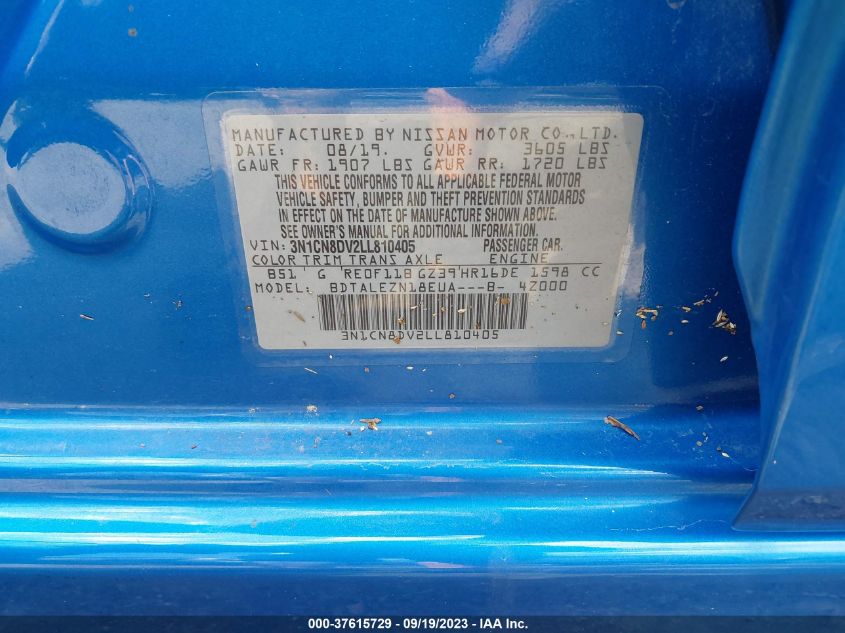 MANUFACTURED BY NISSAN MOTOR CO., LTD.
DATE: 08/19. GVWR: 3605 LBS
GAWR FR: 1907 LBS GAWR RR: 1720 LBS
THIS VEHICLE CONFORMS TO ALL APPLICABLE FEDERAL MOTOR
VEHICLE SAFETY, BUMPER AND THEFT PREVENTION STANDARDS
IN EFFECT ON THE DATE OF MANUFACTURE SHOWN ABOVE.
SEE OWNER'S MANUAL FOR ADDITIONAL INFORMATION.
VIN: 3N1CN8DV2LL810405 PASSENGER CAR.
COLOR TRIM TRANS AXLE ENGINE
B51 G RE0F11B GZ39 HR16DE 1598 CC
MODEL: BDTALEZN18EUA---B- 4Z000
3N1CN8DV2LL810405
000-37615729 - 09/19/2023 - © IAA, Inc.